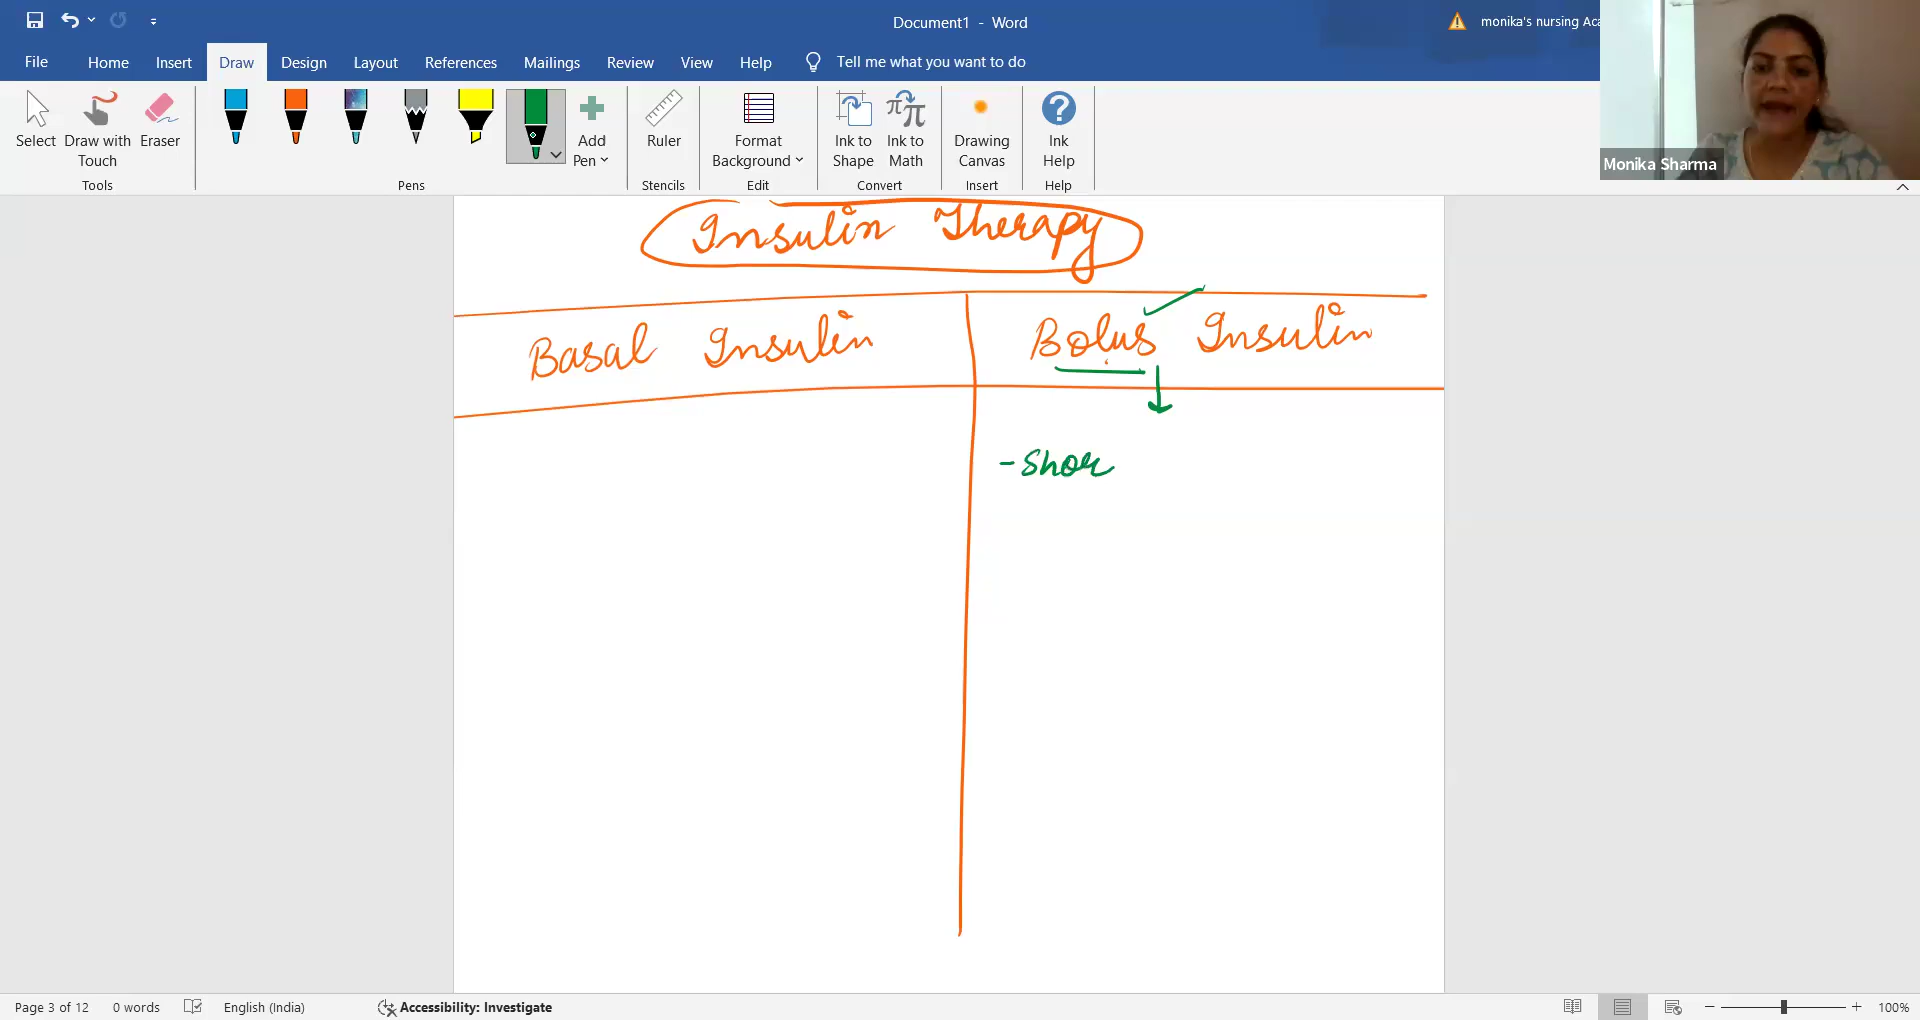 Document1 - Word
monika's nursing Aca
File Home Insert Draw Design Layout References Mailings Review View Help Tell me what you want to do
Select
Draw with Touch
Eraser
Add Pen
Ruler
Format Background
Ink to Shape
Ink to Math
Drawing Canvas
Ink Help
Tools Pens Stencils Edit Convert Insert Help
Monika Sharma
Insulin Therapy
Basal Insulin
Bolus Insulin
- Shor
Page 3 of 12 0 words English (India) Accessibility: Investigate 100%